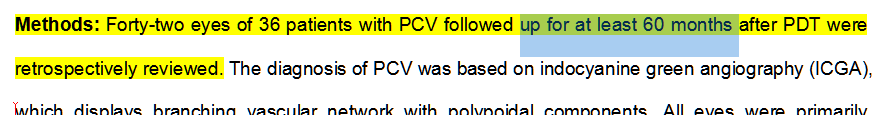 Methods: Forty-two eyes of 36 patients with PCV followed up for at least 60 months after PDT were
retrospectively reviewed. The diagnosis of PCV was based on indocyanine green angiography (ICGA),
which displays branching vascular network with polypoidal components. All eyes were primarily